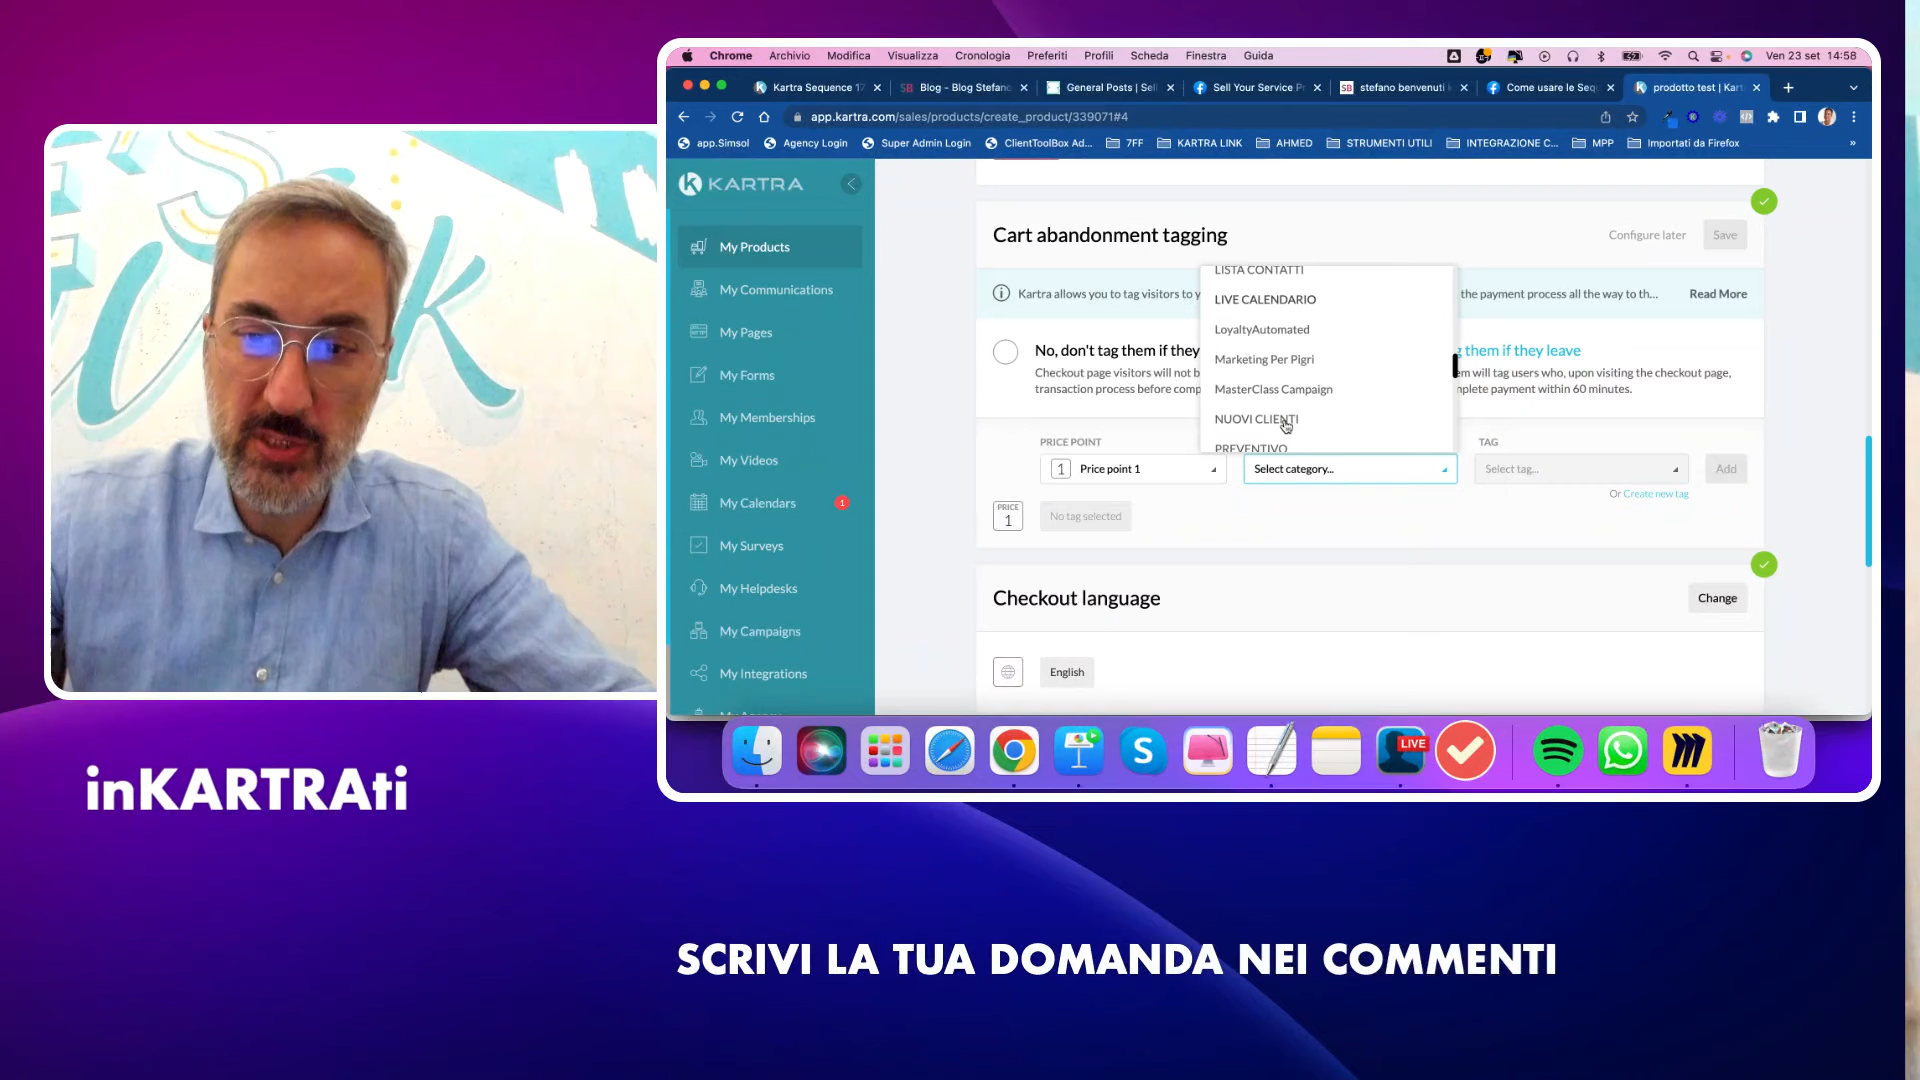 Chrome Archivio Modifica Visualizza Cronologia Preferiti Profili Scheda Finestra Guida Ven 23 set 14:58
Kartra Sequence 17 Blog - Blog Stefano General Posts | Sell Sell Your Service Pr stefano benvenuti k Come usare le Seq prodotto test | Kart
app.kartra.com/sales/products/create_product/339071#4
app.Simsol Agency Login Super Admin Login ClientToolBox Ad... 7FF KARTRA LINK AHMED STRUMENTI UTILI INTEGRAZIONE C... MPP Importati da Firefox »
KARTRA
My Products
My Communications
My Pages
My Forms
My Memberships
My Videos
My Calendars 1
My Surveys
My Helpdesks
My Campaigns
My Integrations
Cart abandonment tagging
Configure later Save
Kartra allows you to tag visitors to y the payment process all the way to th... Read More
No, don't tag them if they
Checkout page visitors will not b
transaction process before comp
them if they leave
em will tag users who, upon visiting the checkout page,
mplete payment within 60 minutes.
LISTA CONTATTI
LIVE CALENDARIO
LoyaltyAutomated
Marketing Per Pigri
MasterClass Campaign
NUOVI CLIENTI
PREVENTIVO
PRICE POINT TAG
1 Price point 1 Select category... Select tag... Add
Or Create new tag
PRICE
1
No tag selected
Checkout language
Change
English
LIVE
inKARTRAti
SCRIVI LA TUA DOMANDA NEI COMMENTI